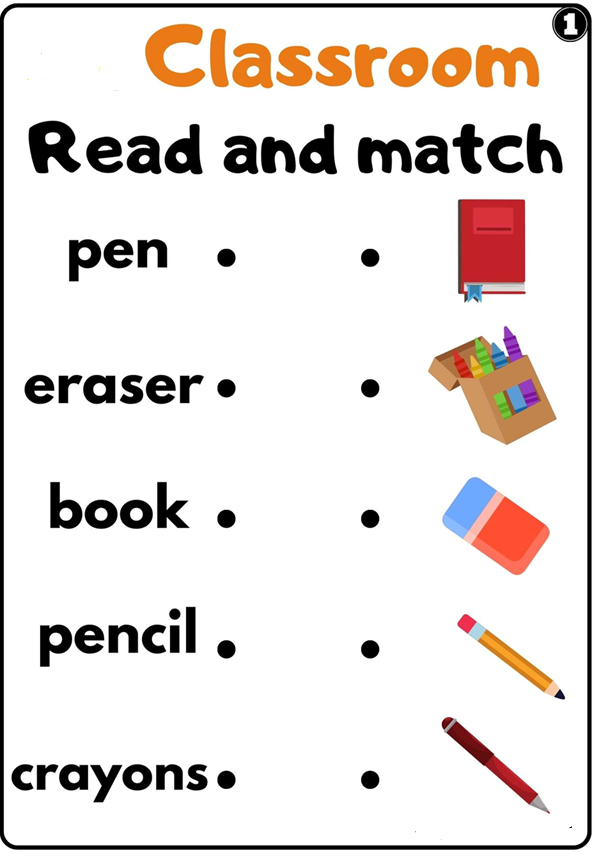 1
Classroom
Read and match
pen
eraser
book
pencil
crayons